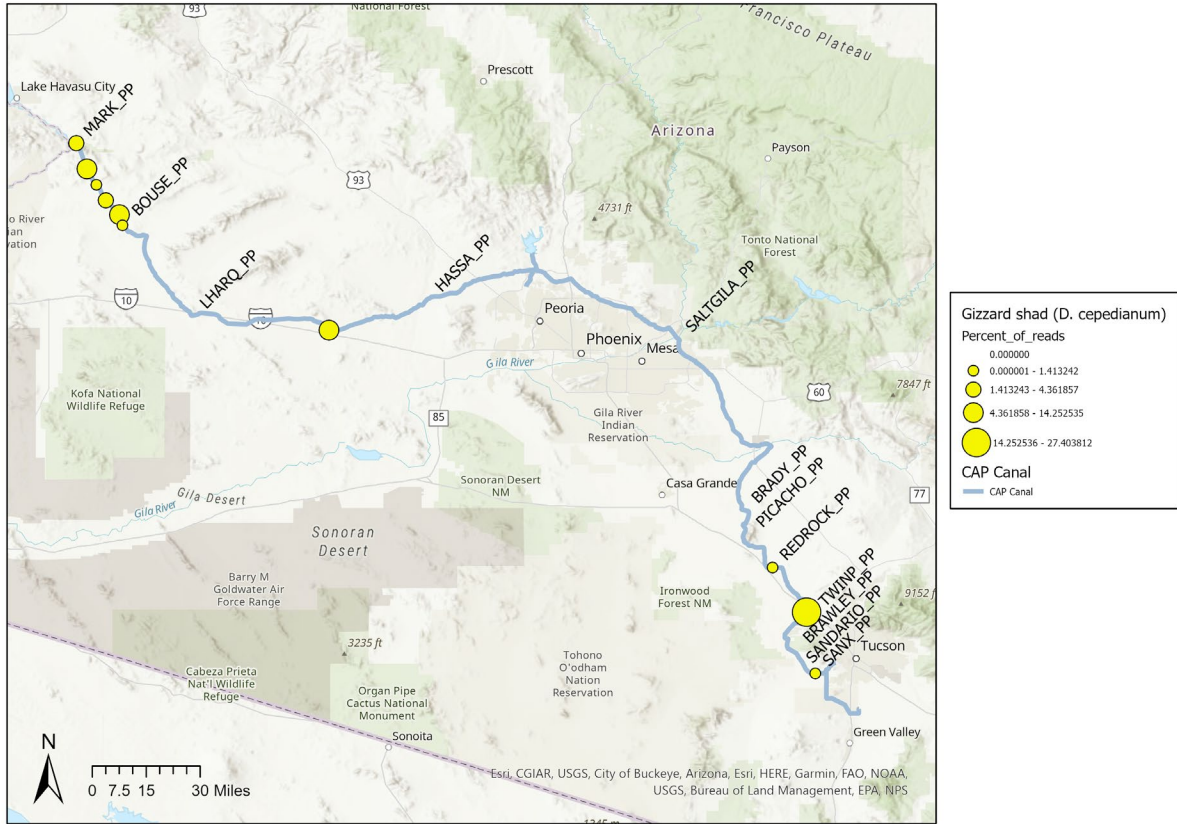 93
National Forest
Francisco Plateau
Lake Havasu City
Prescott
MARK_PP
Arizona
Payson
93
BOUSE_PP
4731 ft
o River
ian
vation
Tonto National
Forest
LHARQ_PP
HASSA_PP
SALTGILA_PP
10
10
Peoria
Phoenix
Mesa
Gila River
Kofa National
Wildlife Refuge
85
60
7847 ft
Gila River
Indian
Reservation
Sonoran Desert
NM
Casa Grande
BRADY_PP
PICACHO_PP
77
Gila Desert
Gila River
Sonoran
Desert
REDROCK_PP
Barry M
Goldwater Air
Force Range
Ironwood
Forest NM
TWINP_PP
BRAWLEY_PP
SANDARIO_PP
SANX_PP
9152 f
3235 ft
Tucson
Cabeza Prieta
Nat'l Wildlife
Refuge
Tohono
O'odham
Nation
Reservation
Organ Pipe
Cactus National
Monument
Sonoita
Green Valley
N
0 7.5 15 30 Miles
Esri, CGIAR, USGS, City of Buckeye, Arizona, Esri, HERE, Garmin, FAO, NOAA,
USGS, Bureau of Land Management, EPA, NPS
Gizzard shad (D. cepedianum)
Percent_of_reads
0.000000
0.000001 - 1.413242
1.413243 - 4.361857
4.361858 - 14.252535
14.252536 - 27.403812
CAP Canal
CAP Canal